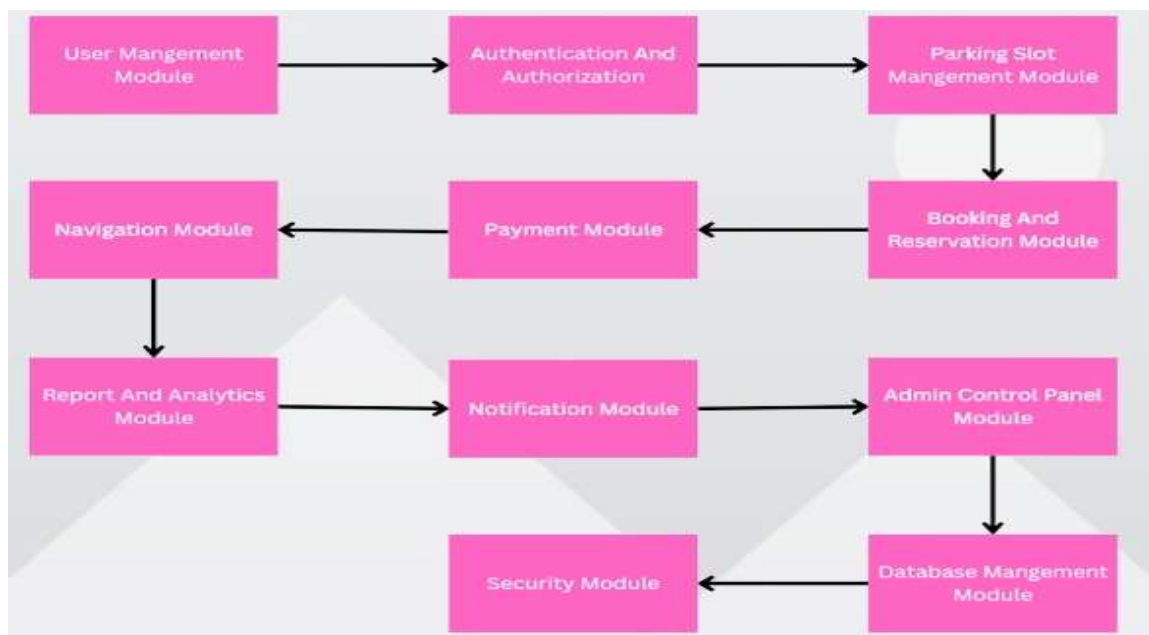 User Mangement
Module
Authentication And
Authorization
Parking Slot
Mangement Module
Navigation Module
Payment Module
Booking And
Reservation Module
Report And Analytics
Module
Notification Module
Admin Control Panel
Module
Security Module
Database Mangement
Module